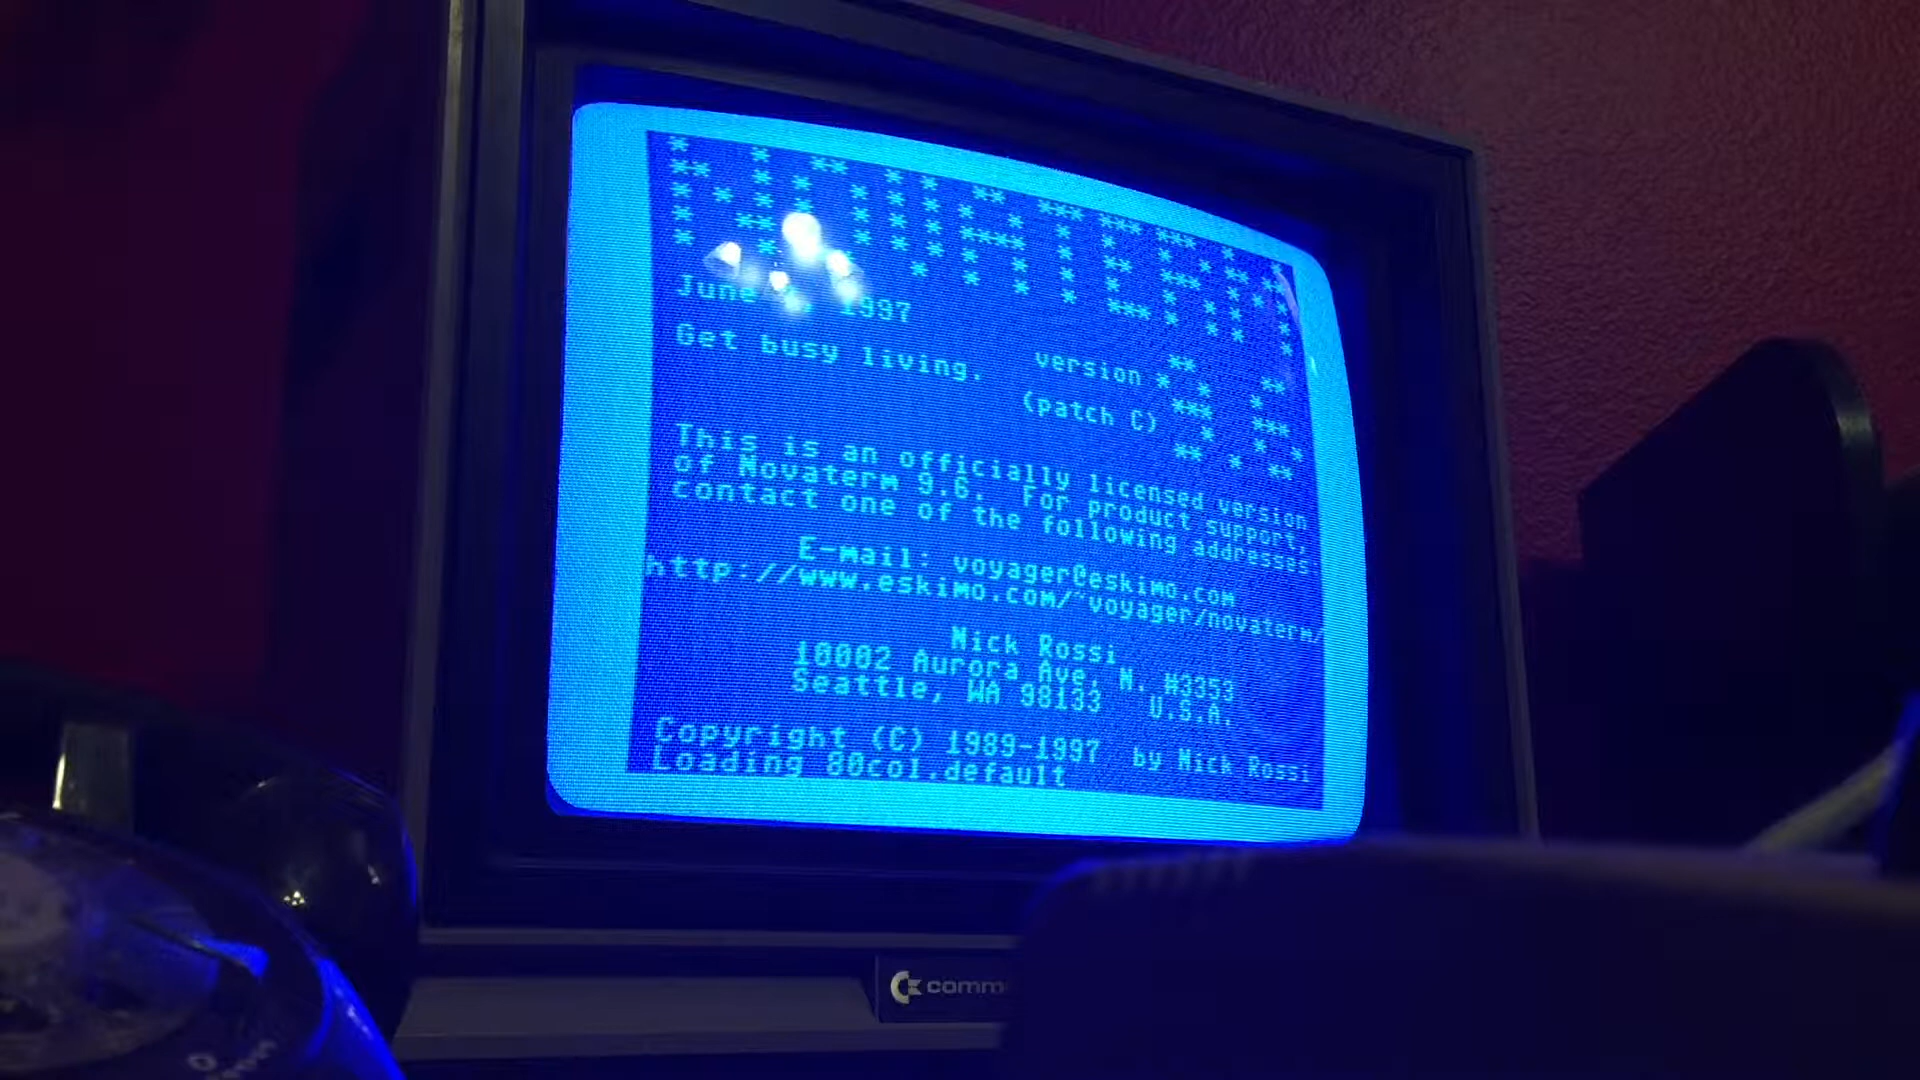 June 1997
Get busy living. version
(patch C)
This is an officially licensed version
of Novaterm 9.6. For product support,
contact one of the following addresses:
E-mail: voyager@eskimo.com
http://www.eskimo.com/~voyager/novaterm/
Nick Rossi
10002 Aurora Ave. N. #3353
Seattle, WA 98133 U.S.A.
Copyright (C) 1989-1997 by Nick Rossi
Loading 80col.default